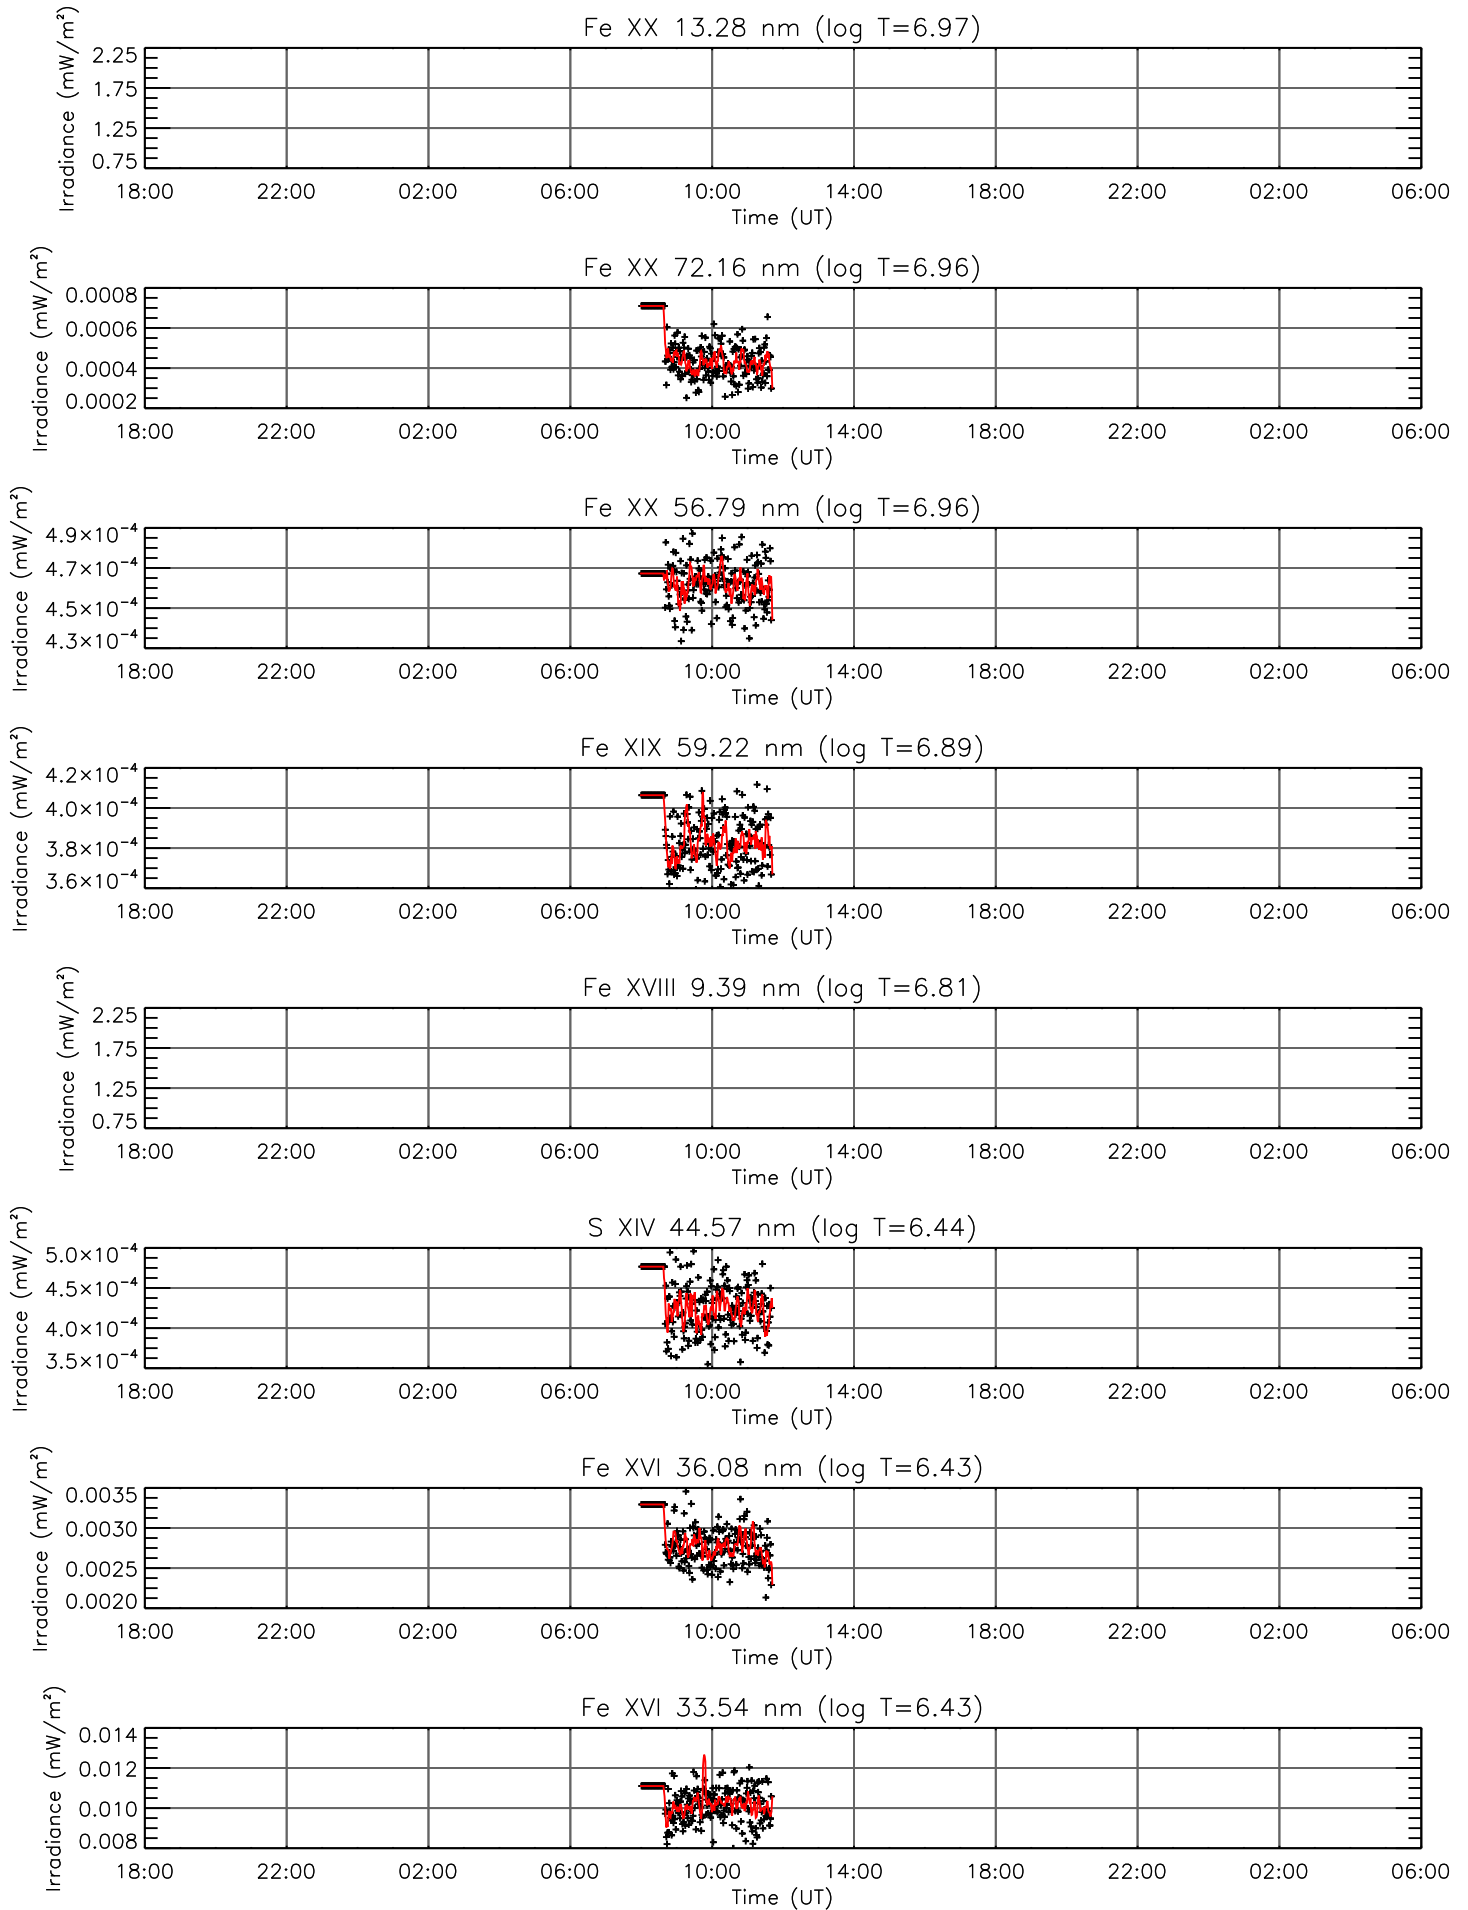 Fe XX 13.28 nm (log T=6.97)
Irradiance (mW/m²)
2.25
1.75
1.25
0.75
18:00 22:00 02:00 06:00 10:00 14:00 18:00 22:00 02:00 06:00
Time (UT)
Fe XX 72.16 nm (log T=6.96)
Irradiance (mW/m²)
0.0008
0.0006
0.0004
0.0002
18:00 22:00 02:00 06:00 10:00 14:00 18:00 22:00 02:00 06:00
Time (UT)
Fe XX 56.79 nm (log T=6.96)
Irradiance (mW/m²)
4.9×10⁻⁴
4.7×10⁻⁴
4.5×10⁻⁴
4.3×10⁻⁴
18:00 22:00 02:00 06:00 10:00 14:00 18:00 22:00 02:00 06:00
Time (UT)
Fe XIX 59.22 nm (log T=6.89)
Irradiance (mW/m²)
4.2×10⁻⁴
4.0×10⁻⁴
3.8×10⁻⁴
3.6×10⁻⁴
18:00 22:00 02:00 06:00 10:00 14:00 18:00 22:00 02:00 06:00
Time (UT)
Fe XVIII 9.39 nm (log T=6.81)
Irradiance (mW/m²)
2.25
1.75
1.25
0.75
18:00 22:00 02:00 06:00 10:00 14:00 18:00 22:00 02:00 06:00
Time (UT)
S XIV 44.57 nm (log T=6.44)
Irradiance (mW/m²)
5.0×10⁻⁴
4.5×10⁻⁴
4.0×10⁻⁴
3.5×10⁻⁴
18:00 22:00 02:00 06:00 10:00 14:00 18:00 22:00 02:00 06:00
Time (UT)
Fe XVI 36.08 nm (log T=6.43)
Irradiance (mW/m²)
0.0035
0.0030
0.0025
0.0020
18:00 22:00 02:00 06:00 10:00 14:00 18:00 22:00 02:00 06:00
Time (UT)
Fe XVI 33.54 nm (log T=6.43)
Irradiance (mW/m²)
0.014
0.012
0.010
0.008
18:00 22:00 02:00 06:00 10:00 14:00 18:00 22:00 02:00 06:00
Time (UT)